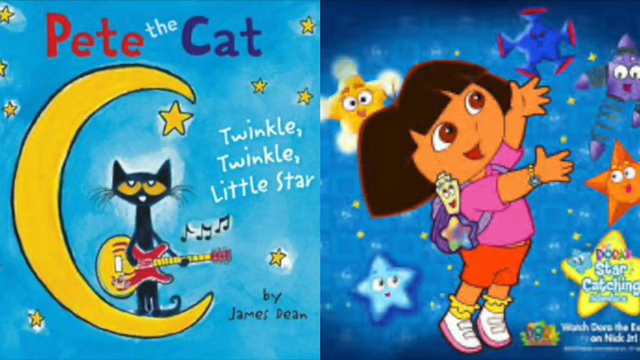 Pete the Cat
Twinkle,
Twinkle,
Little Star
by
James Dean
DORA'S
Star
Catching
Watch Dora the Ex
on Nick Jr!